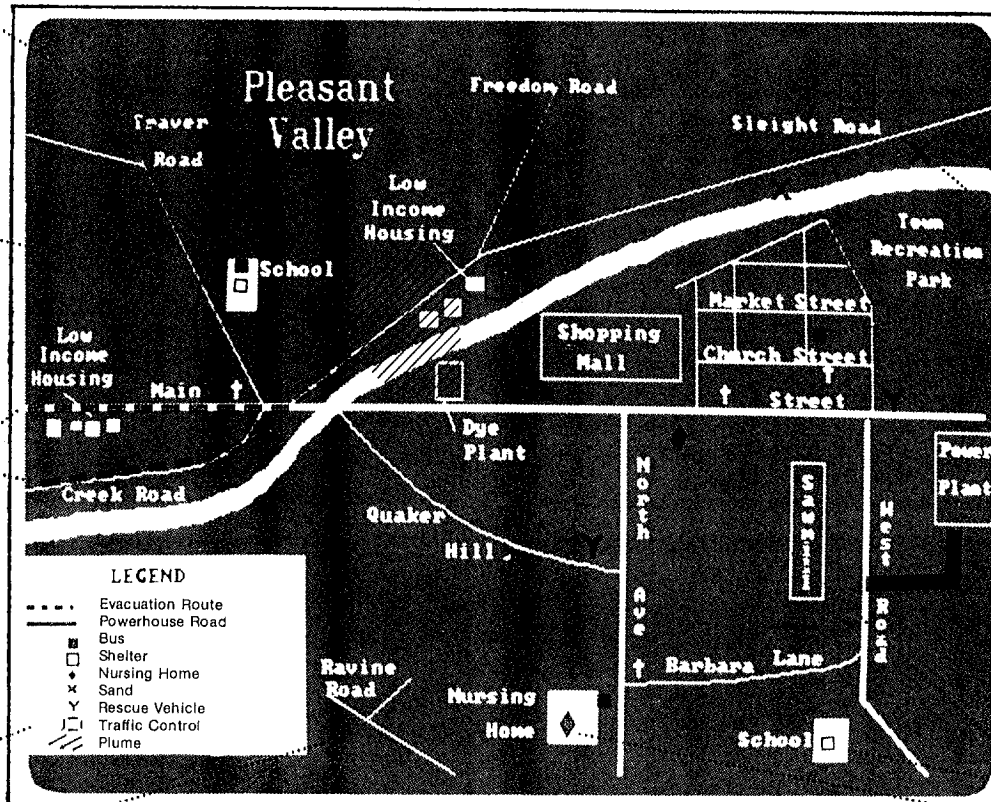 Pleasant
Valley
Freedom Road
Traver
Road
Sleight Road
Low
Income
Housing
Town
Recreation
Park
School
Market Street
Shopping
Mall
Church Street
Low
Income
Housing
Main
Street
Dye
Plant
Power
Plant
North Ave
Sawmill
West Road
Creek Road
Quaker
Hill
LEGEND
Evacuation Route
Powerhouse Road
Bus
Shelter
Nursing Home
Sand
Rescue Vehicle
Traffic Control
Plume
Ravine
Road
Barbara Lane
Nursing
Home
School